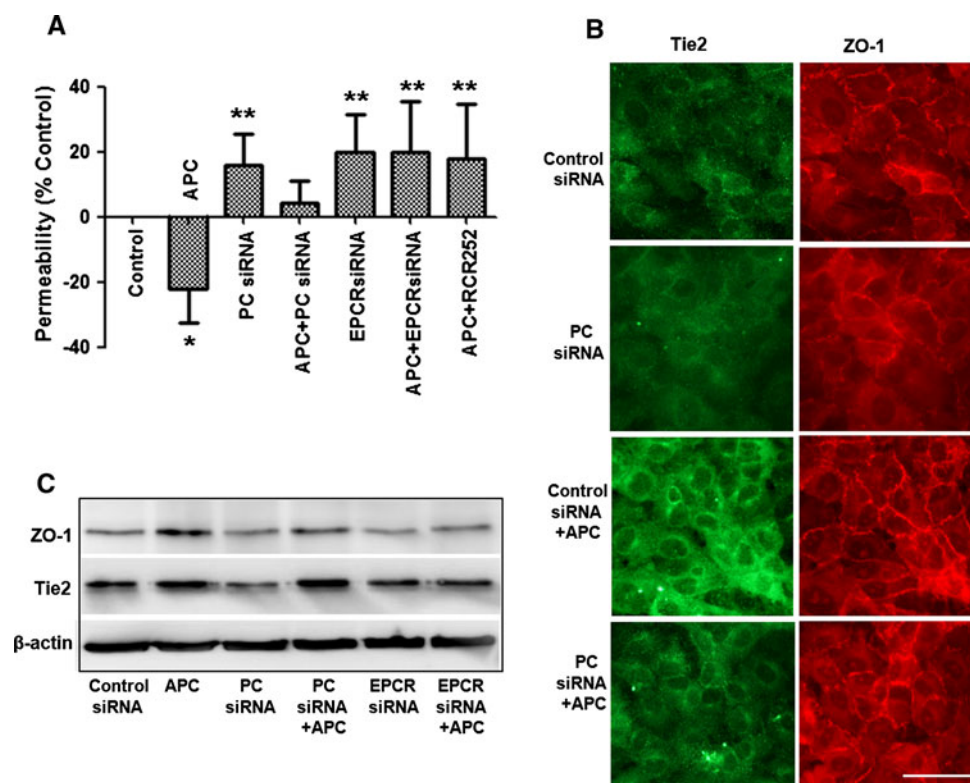 A
Permeability (% Control)
40
20
0
-20
-40
Control
APC
*
PC siRNA
**
APC+PC siRNA
EPCRsiRNA
**
APC+EPCRsiRNA
**
APC+RCR252
**
B
Tie2
ZO-1
Control
siRNA
PC
siRNA
Control
siRNA
+APC
PC
siRNA
+APC
C
ZO-1
Tie2
β-actin
Control
siRNA
APC
PC
siRNA
PC
siRNA
+APC
EPCR
siRNA
EPCR
siRNA
+APC